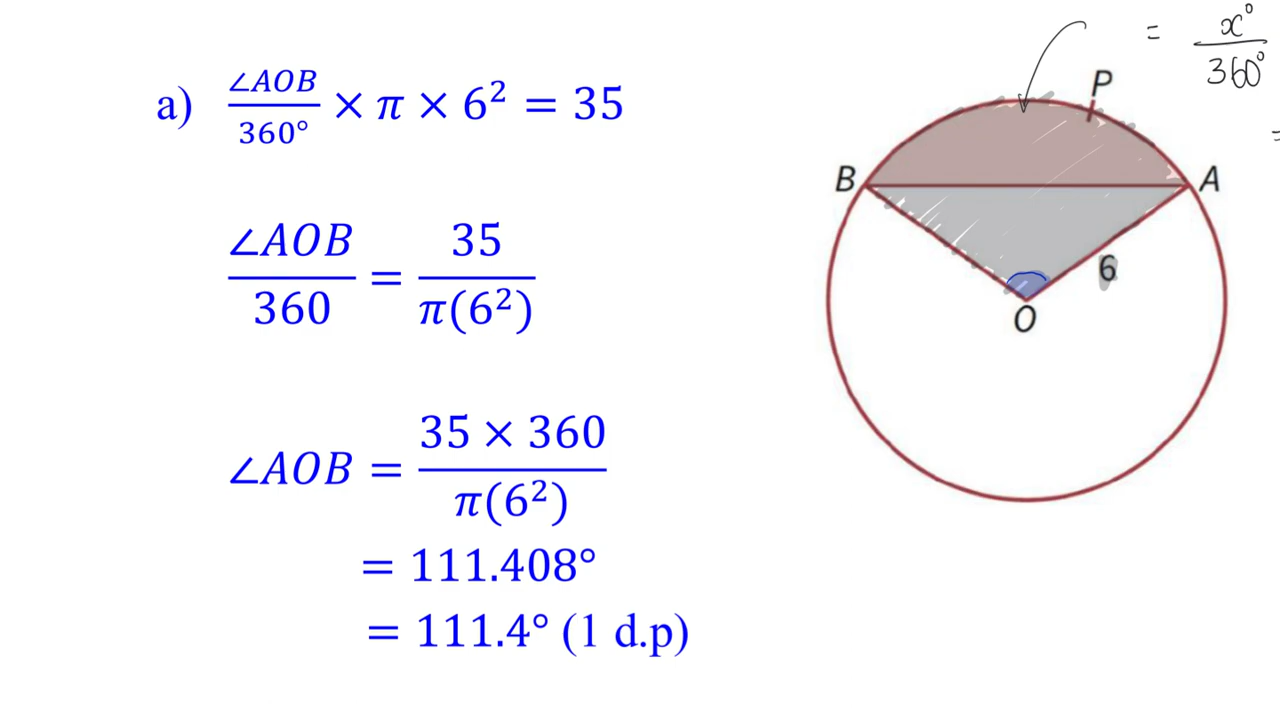 a) ∠AOB/360° × π × 6² = 35
∠AOB/360 = 35/π(6²)
∠AOB = 35 × 360/π(6²)
= 111.408°
= 111.4° (1 d.p)
= x°/360°
=
P
B
A
6
O